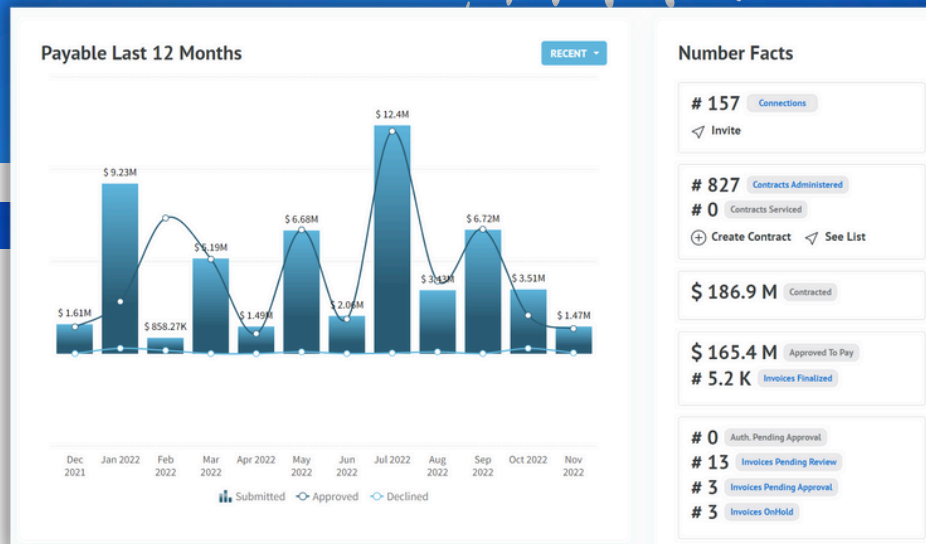 Payable Last 12 Months
RECENT
$ 12.4M
$ 9.23M
$ 6.68M
$ 6.72M
$ 5.19M
$ 3.43M
$ 3.51M
$ 2.06M
$ 1.61M
$ 858.27K
$ 1.49M
$ 1.47M
Dec 2021
Jan 2022
Feb 2022
Mar 2022
Apr 2022
May 2022
Jun 2022
Jul 2022
Aug 2022
Sep 2022
Oct 2022
Nov 2022
Submitted Approved Declined
Number Facts
# 157 Connections
Invite
# 827 Contracts Administered
# 0 Contracts Serviced
Create Contract See List
$ 186.9 M Contracted
$ 165.4 M Approved To Pay
# 5.2 K Invoices Finalized
# 0 Auth. Pending Approval
# 13 Invoices Pending Review
# 3 Invoices Pending Approval
# 3 Invoices OnHold